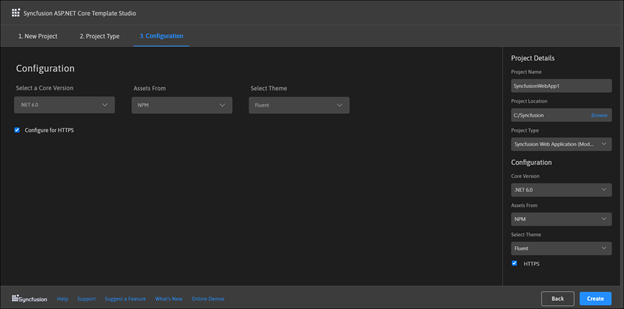 Syncfusion ASP.NET Core Template Studio
1. New Project 2. Project Type 3. Configuration
Configuration
Select a Core Version Assets From Select Theme
.NET 6.0 NPM Fluent
Configure for HTTPS
Project Details
Project Name
SyncfusionWebApp1
Project Location
C:/Syncfusion Browse
Project Type
Syncfusion Web Application (Mod...
Configuration
Core Version
.NET 6.0
Assets From
NPM
Select Theme
Fluent
HTTPS
Syncfusion Help Support Suggest a Feature What's New Online Demos Back Create